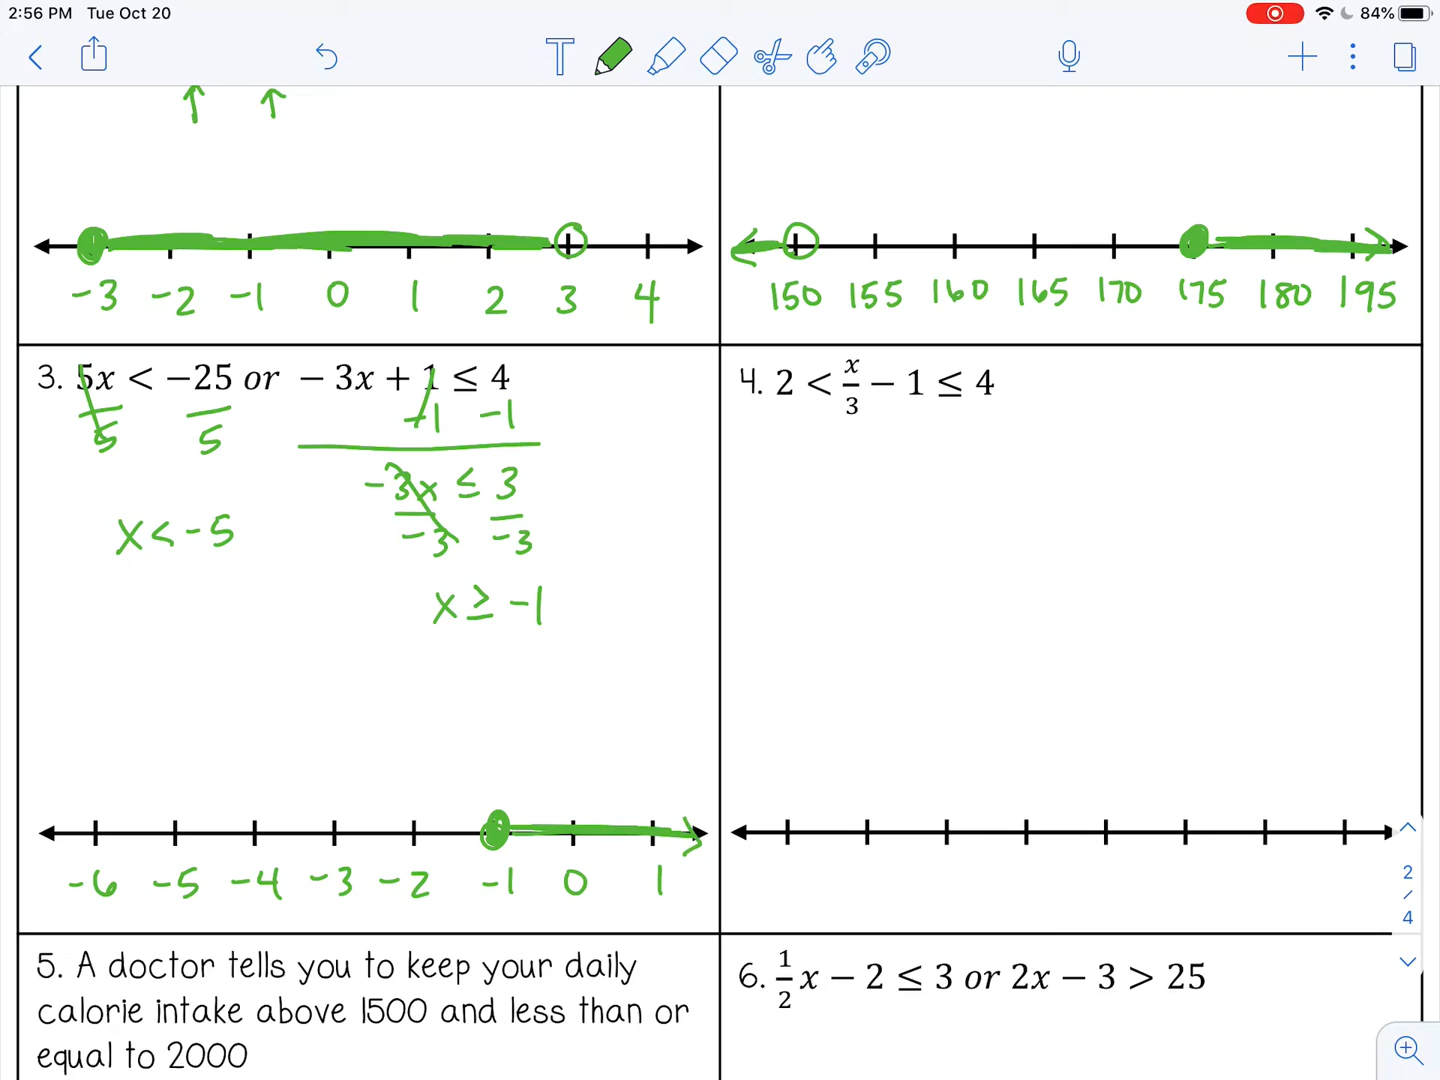 2:56 PM Tue Oct 20 84%
T
-3 -2 -1 0 1 2 3 4
150 155 160 165 170 175 180 195
3. 5x < −25 or − 3x + 1 ≤ 4
5 5 -1 -1
-3x ≤ 3
-3 -3
x < -5
x ≥ -1
-6 -5 -4 -3 -2 -1 0 1
4. 2 < x/3 − 1 ≤ 4
2 / 4
5. A doctor tells you to keep your daily
calorie intake above 1500 and less than or
equal to 2000
6. 1/2 x − 2 ≤ 3 or 2x − 3 > 25